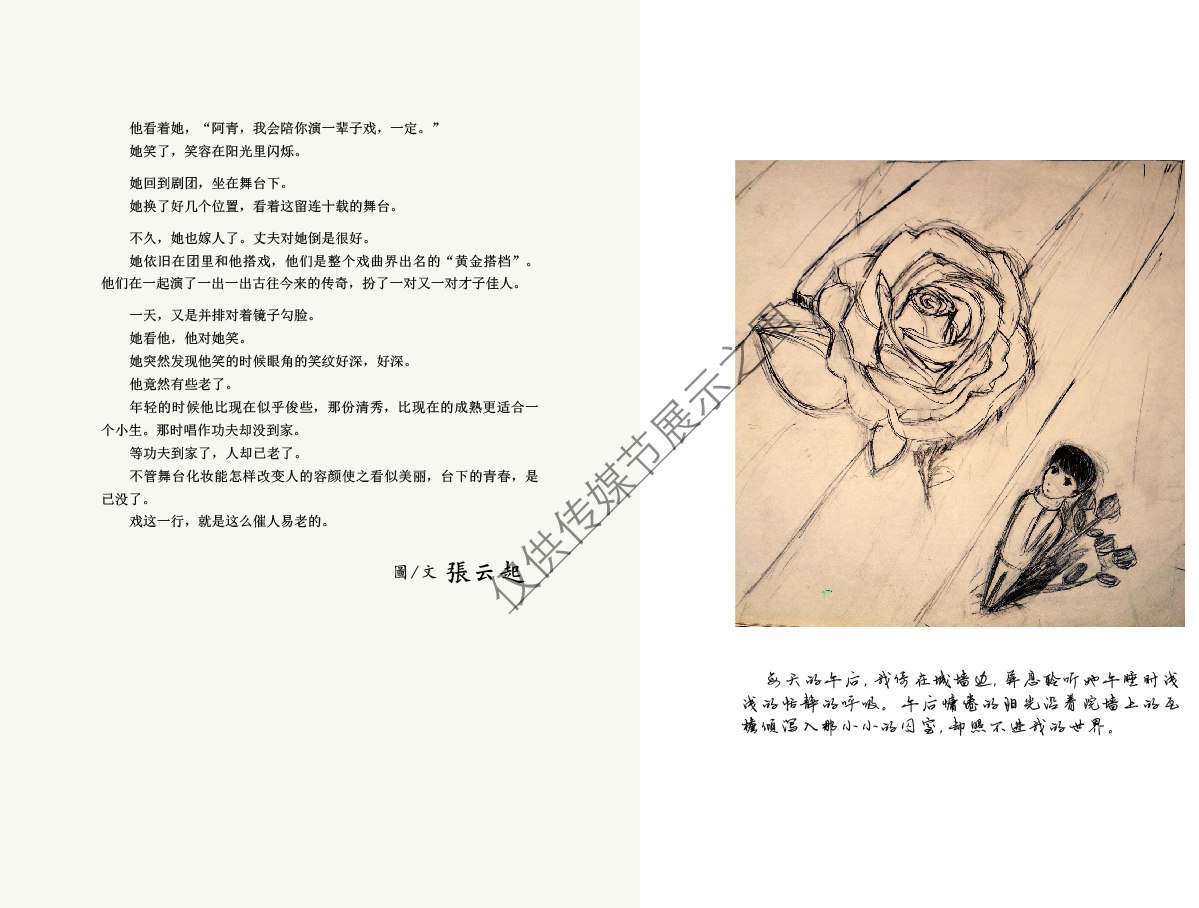 他看着她，“阿青，我会陪你演一辈子戏，一定。”
她笑了，笑容在阳光里闪烁。
她回到剧团，坐在舞台下。
她换了好几个位置，看着这留连十载的舞台。
不久，她也嫁人了。丈夫对她倒是很好。
她依旧在团里和他搭戏，他们是整个戏曲界出名的“黄金搭档”。
他们在一起演了一出一出古往今来的传奇，扮了一对又一对才子佳人。
一天，又是并排对着镜子勾脸。
她看他，他对她笑。
她突然发现他笑的时候眼角的笑纹好深，好深。
他竟然有些老了。
年轻的时候他比现在似乎俊些，那份清秀，比现在的成熟更适合一
个小生。那时唱作功夫却没到家。
等功夫到家了，人却已老了。
不管舞台化妆能怎样改变人的容颜使之看似美丽，台下的青春，是
已没了。
戏这一行，就是这么催人易老的。
圖/文 張云起
仅供传媒节展示之用
每天的午后，我傍在城墙边，屏息聆听她午睡时浅
浅的恬静的呼吸。午后慵倦的阳光沿着院墙上的瓦
檐倾泻入那小小的囚室，却照不进我的世界。